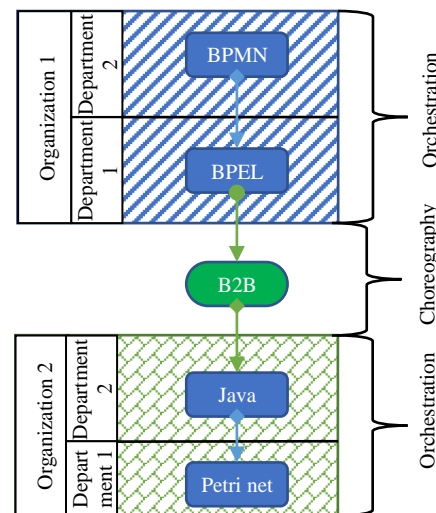 Organization 1
Department
2
BPMN
Orchestration
Department
1
BPEL
B2B
Choreography
Organization 2
Department
2
Java
Orchestration
Depart
ment 1
Petri net